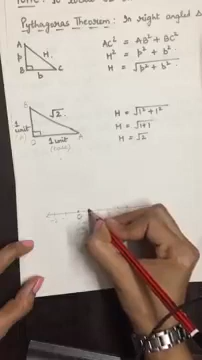 Pythagoras Theorem: In right angled Δ
A
p
H
B
b
C
AC² = AB² + BC²
H² = p² + b²
H = √p² + b²
B
1
unit
√2
O
1 unit
A
H = √1² + 1²
H = √1+1
H = √2
0